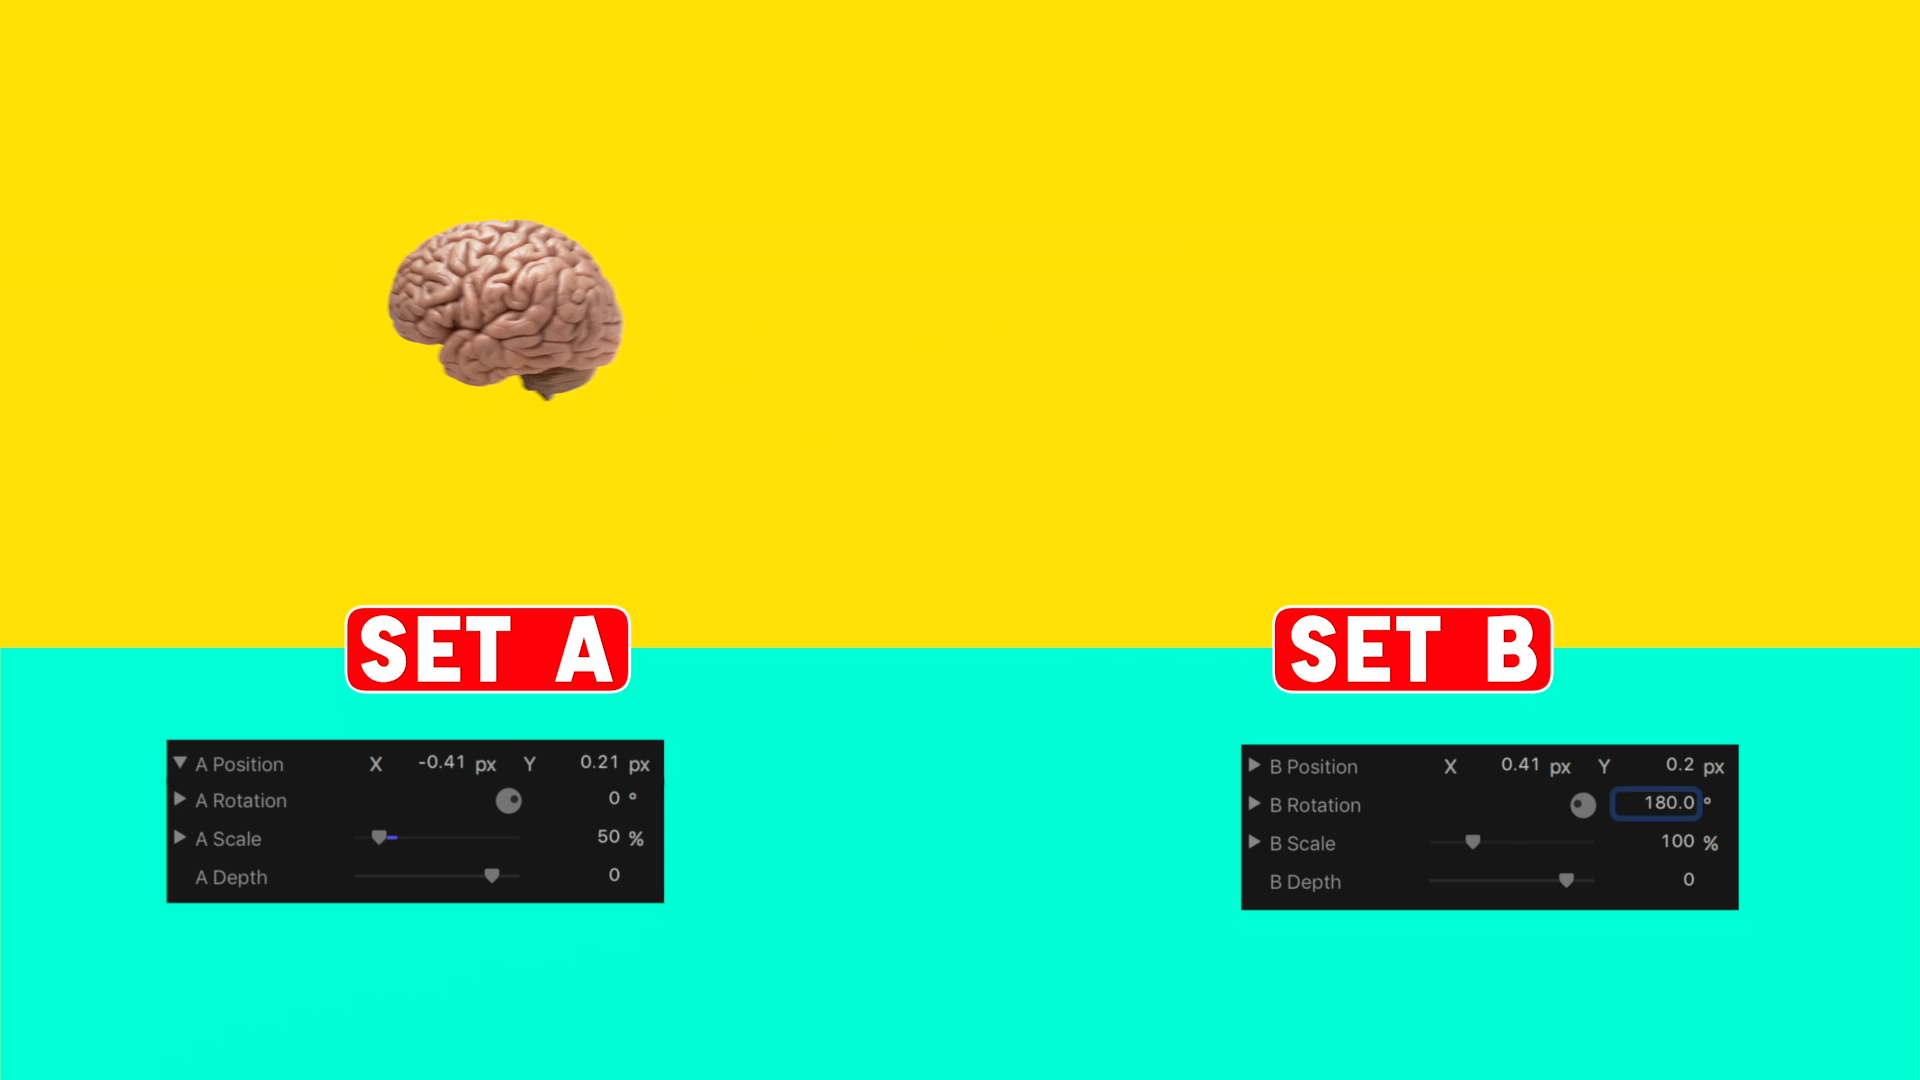 SET A
SET B
A Position X -0.41 px Y 0.21 px
A Rotation 0 °
A Scale 50 %
A Depth 0
B Position X 0.41 px Y 0.2 px
B Rotation 180.0 °
B Scale 100 %
B Depth 0